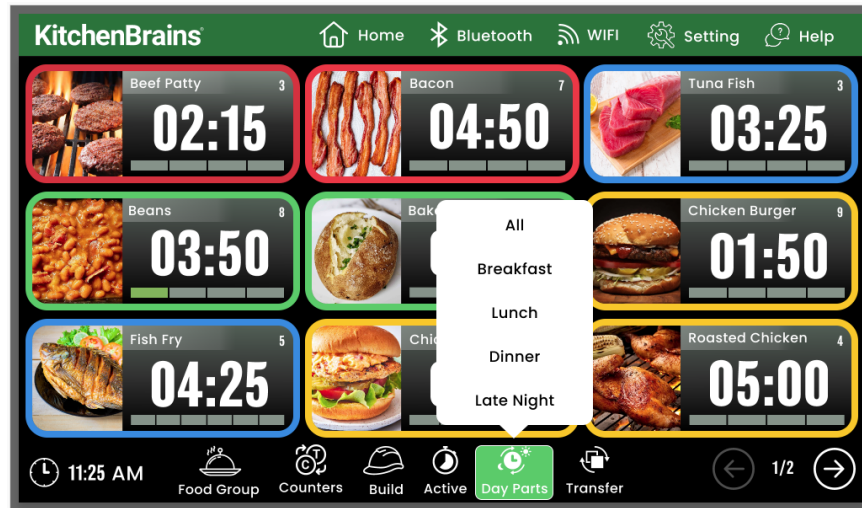 KitchenBrains
Home
Bluetooth
WIFI
Setting
Help
Beef Patty 3
02:15
Bacon 7
04:50
Tuna Fish 3
03:25
Beans 8
03:50
Chicken Burger 9
01:50
Fish Fry 5
04:25
Roasted Chicken 4
05:00
All
Breakfast
Lunch
Dinner
Late Night
11:25 AM
Food Group
C T
Counters
Build
Active
Day Parts
Transfer
1/2